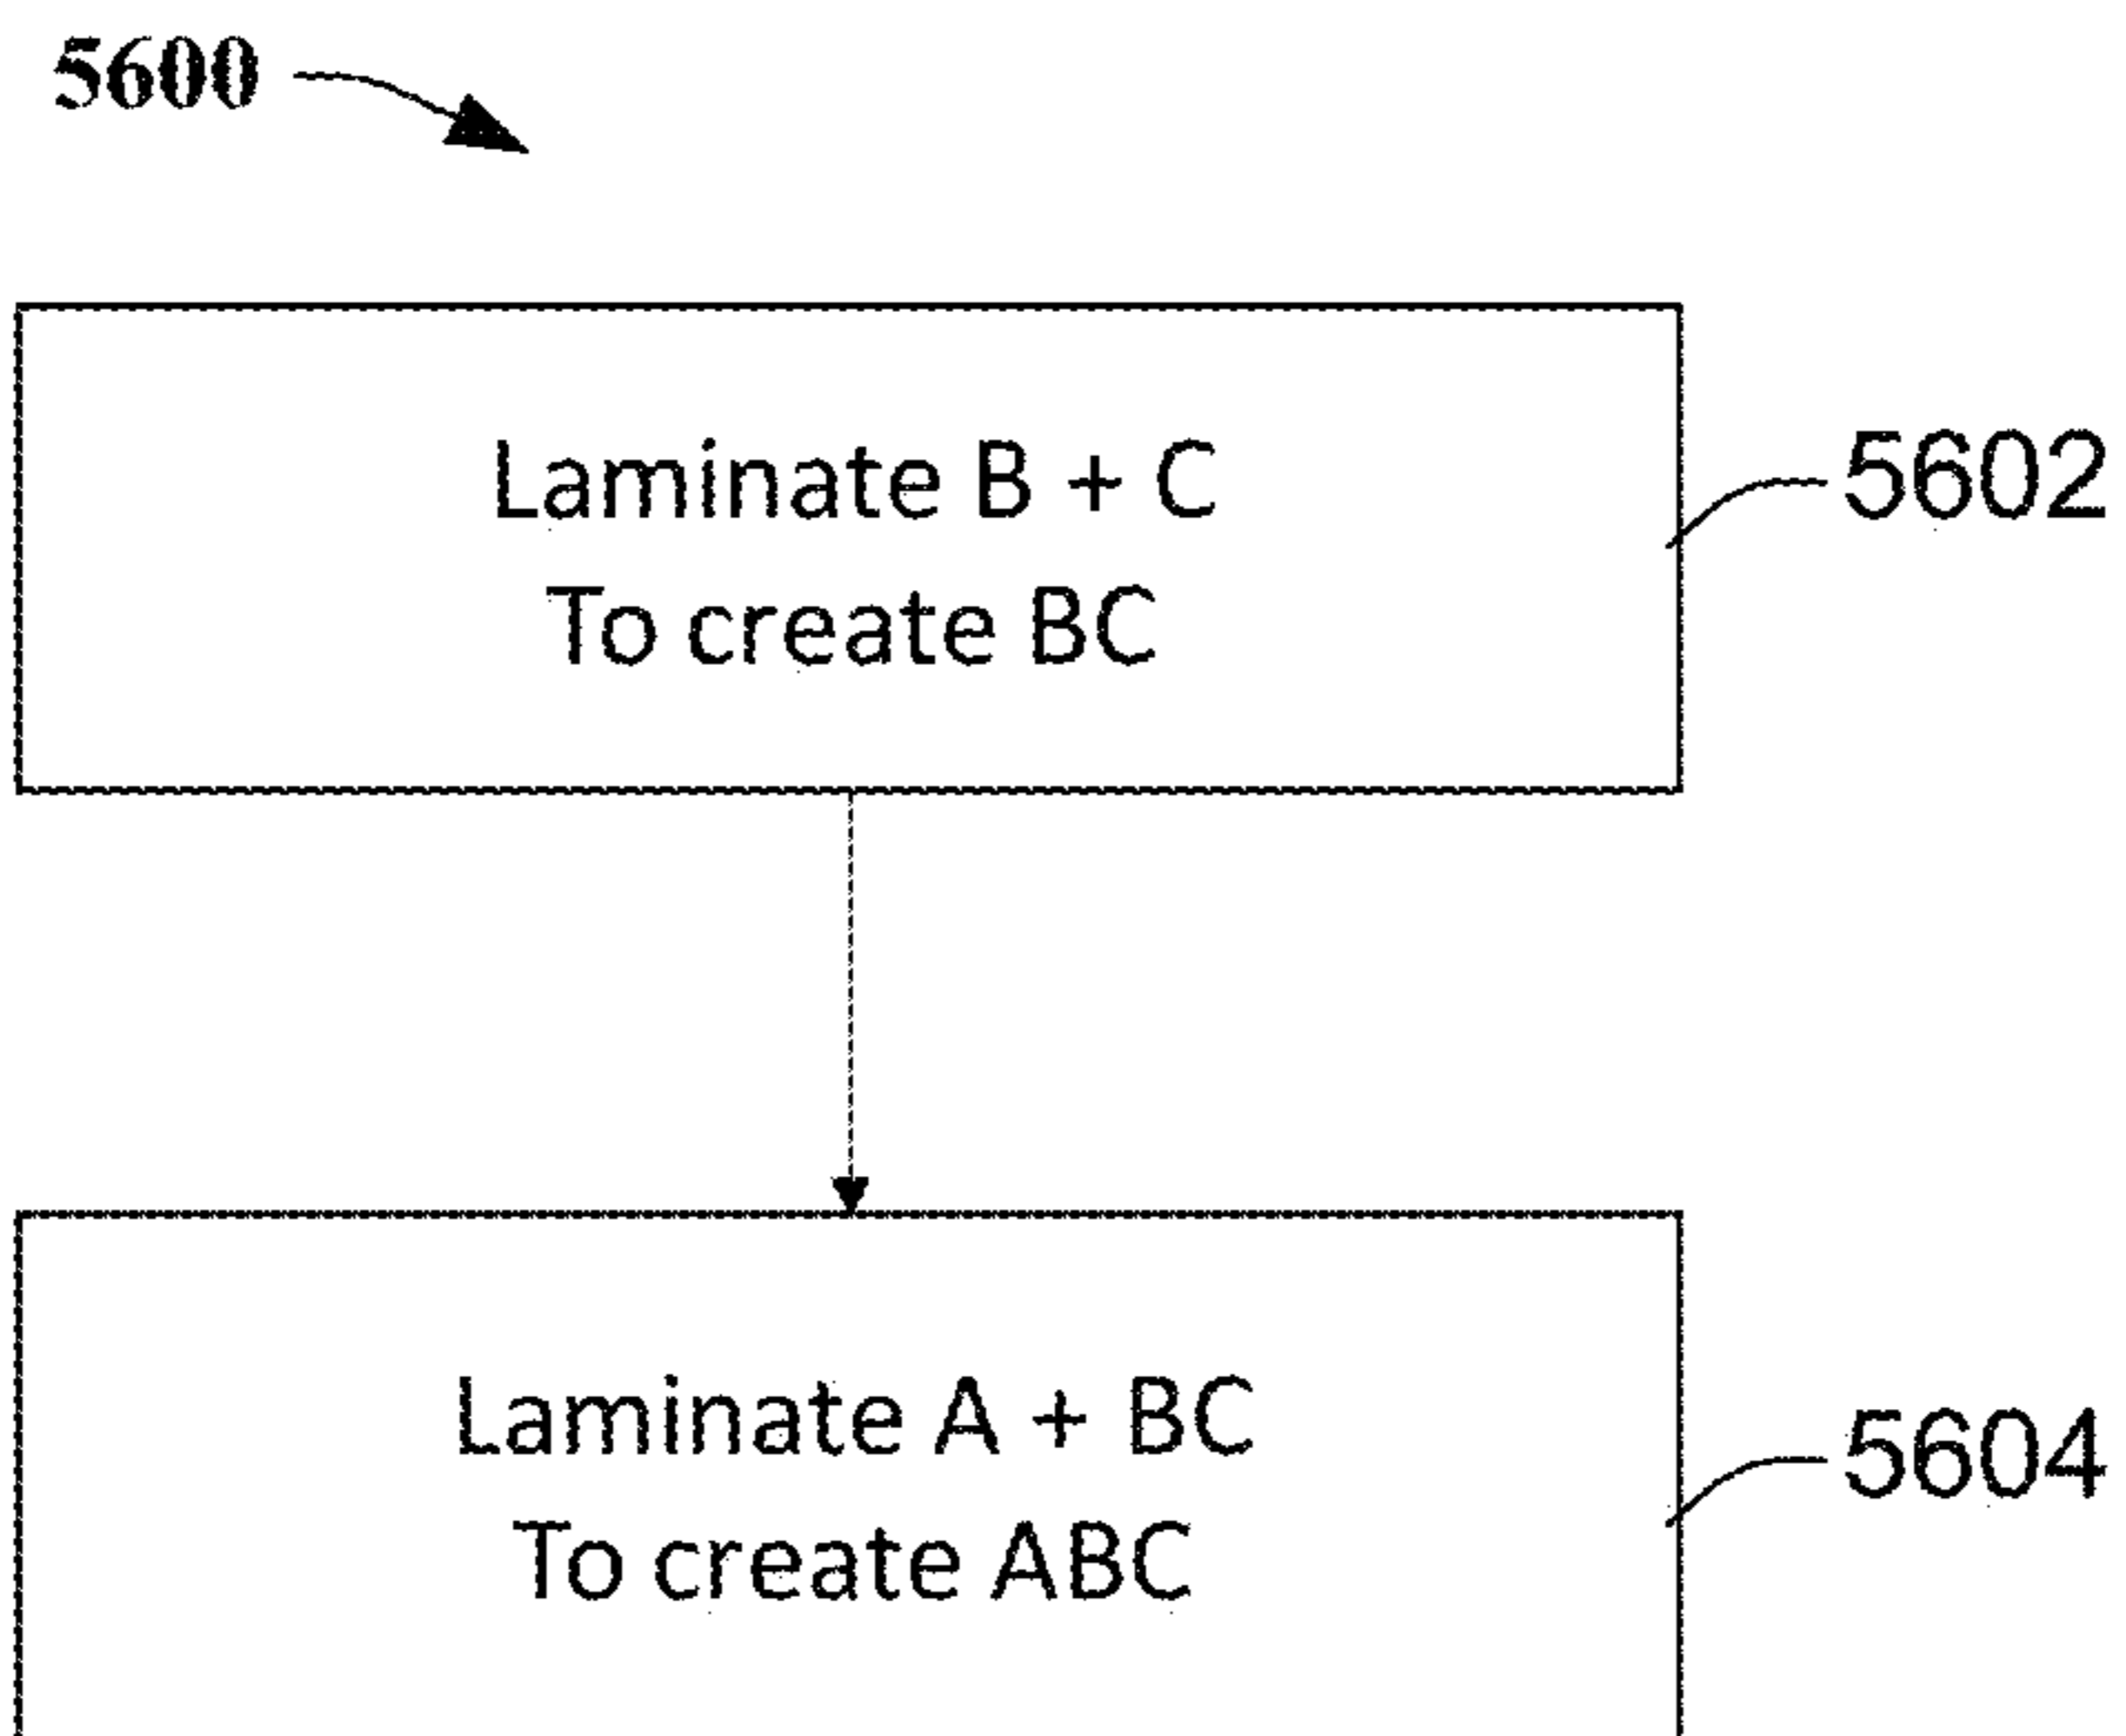 5600
Laminate B + C
To create BC
5602
Laminate A + BC
To create ABC
5604